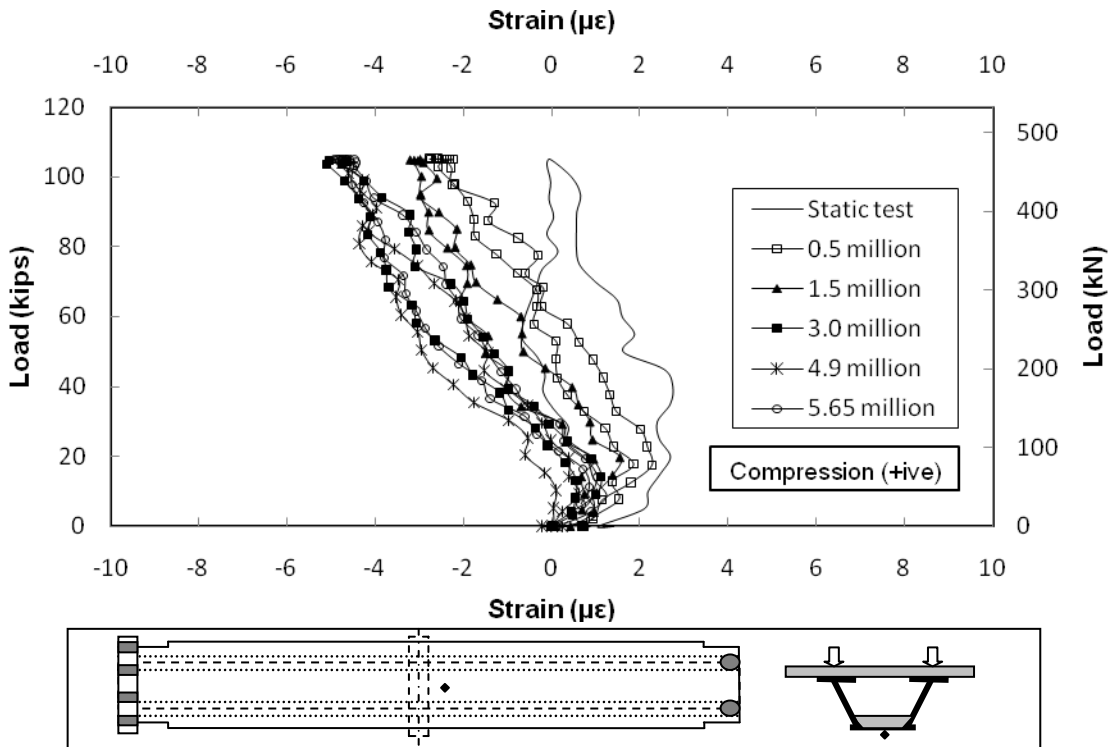 Strain (με)
-10 -8 -6 -4 -2 0 2 4 6 8 10
120
100
80
60
40
20
0
Load (kips)
500
400
300
200
100
0
Load (kN)
Static test
0.5 million
1.5 million
3.0 million
4.9 million
5.65 million
Compression (+ive)
-10 -8 -6 -4 -2 0 2 4 6 8 10
Strain (με)